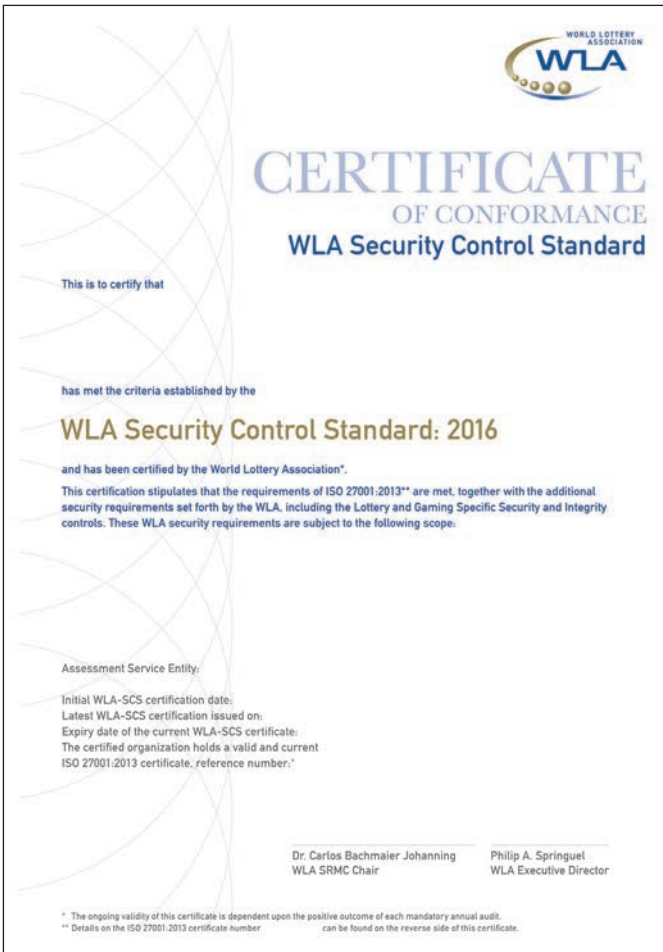 WORLD LOTTERY
ASSOCIATION
WLA
CERTIFICATE
OF CONFORMANCE
WLA Security Control Standard
This is to certify that
has met the criteria established by the
WLA Security Control Standard: 2016
and has been certified by the World Lottery Association*.
This certification stipulates that the requirements of ISO 27001:2013** are met, together with the additional
security requirements set forth by the WLA, including the Lottery and Gaming Specific Security and Integrity
controls. These WLA security requirements are subject to the following scope:
Assessment Service Entity:
Initial WLA-SCS certification date:
Latest WLA-SCS certification issued on:
Expiry date of the current WLA-SCS certificate:
The certified organization holds a valid and current
ISO 27001:2013 certificate, reference number:*
Dr. Carlos Bachmaier Johanning Philip A. Springuel
WLA SRMC Chair WLA Executive Director
* The ongoing validity of this certificate is dependent upon the positive outcome of each mandatory annual audit.
** Details on the ISO 27001:2013 certificate number can be found on the reverse side of this certificate.